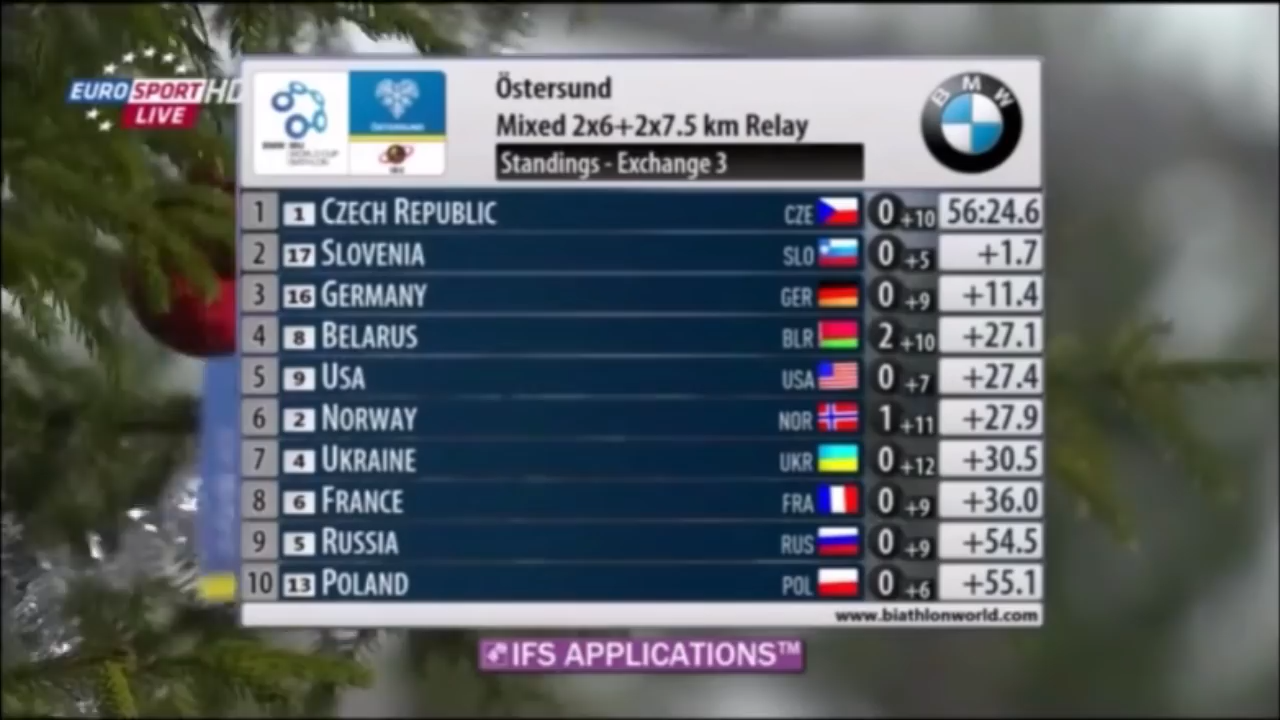 EUROSPORT HD
LIVE
ÖSTERSUND
Östersund
Mixed 2x6+2x7.5 km Relay
Standings - Exchange 3
BMW
1 1 CZECH REPUBLIC CZE 0 +10 56:24.6
2 17 SLOVENIA SLO 0 +5 +1.7
3 16 GERMANY GER 0 +9 +11.4
4 8 BELARUS BLR 2 +10 +27.1
5 9 USA USA 0 +7 +27.4
6 2 NORWAY NOR 1 +11 +27.9
7 4 UKRAINE UKR 0 +12 +30.5
8 6 FRANCE FRA 0 +9 +36.0
9 5 RUSSIA RUS 0 +9 +54.5
10 13 POLAND POL 0 +6 +55.1
www.biathlonworld.com
IFS APPLICATIONS™